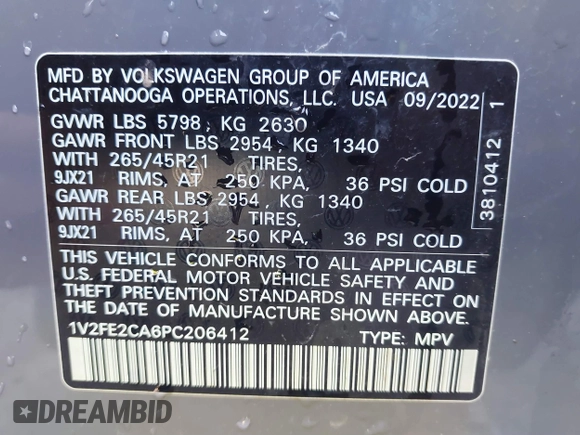 MFD BY VOLKSWAGEN GROUP OF AMERICA
CHATTANOOGA OPERATIONS, LLC. USA 09/2022
GVWR LBS 5798, KG 2630
GAWR FRONT LBS 2954, KG 1340
WITH 265/45R21 TIRES,
9JX21 RIMS, AT 250 KPA, 36 PSI COLD
GAWR REAR LBS 2954, KG 1340
WITH 265/45R21 TIRES,
9JX21 RIMS, AT 250 KPA, 36 PSI COLD
THIS VEHICLE CONFORMS TO ALL APPLICABLE
U.S. FEDERAL MOTOR VEHICLE SAFETY AND
THEFT PREVENTION STANDARDS IN EFFECT ON
THE DATE OF MANUFACTURE SHOWN ABOVE.
1V2FE2CA6PC206412 TYPE: MPV
3810412 1
DREAMBID